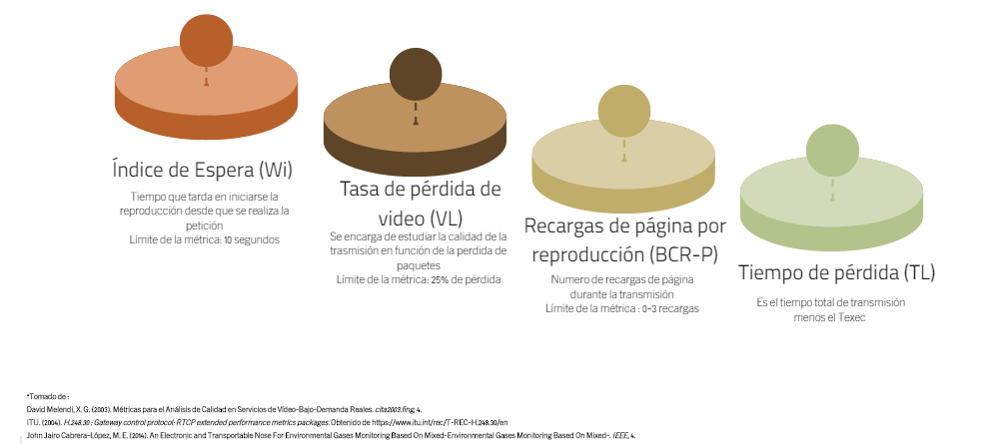 Índice de Espera (Wi)
Tiempo que tarda en iniciarse la
reproducción desde que se realiza la
petición
Límite de la métrica: 10 segundos
Tasa de pérdida de
video (VL)
Se encarga de estudiar la calidad de la
trasmisión en función de la perdida de
paquetes
Límite de la métrica: 25% de pérdida
Recargas de página por
reproducción (BCR-P)
Numero de recargas de página
durante la transmisión
Límite de la métrica : 0-3 recargas
Tiempo de pérdida (TL)
Es el tiempo total de transmisión
menos el Texec
*Tomado de :
David Melendi, X. G. (2003). Métricas para el Análisis de Calidad en Servicios de Vídeo-Bajo-Demanda Reales. cita2003.fing, 4.
ITU. (2004). H.248.30 : Gateway control protocol: RTCP extended performance metrics packages. Obtenido de https://www.itu.int/rec/T-REC-H.248.30/en
John Jairo Cabrera-López, M. E. (2014). An Electronic and Transportable Nose For Environmental Gases Monitoring Based On Mixed-Environmental Gases Monitoring Based On Mixed-. IEEE, 4.